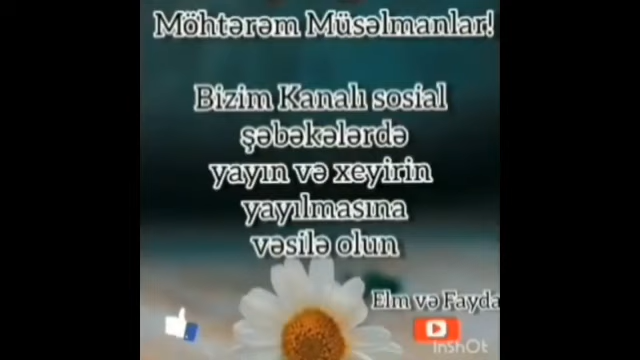 Möhtərəm Müsəlmanlar!
Bizim Kanalı sosial
şəbəkələrdə
yayın və xeyirin
yayılmasına
vəsilə olun
Elm və Fayda
InShOt